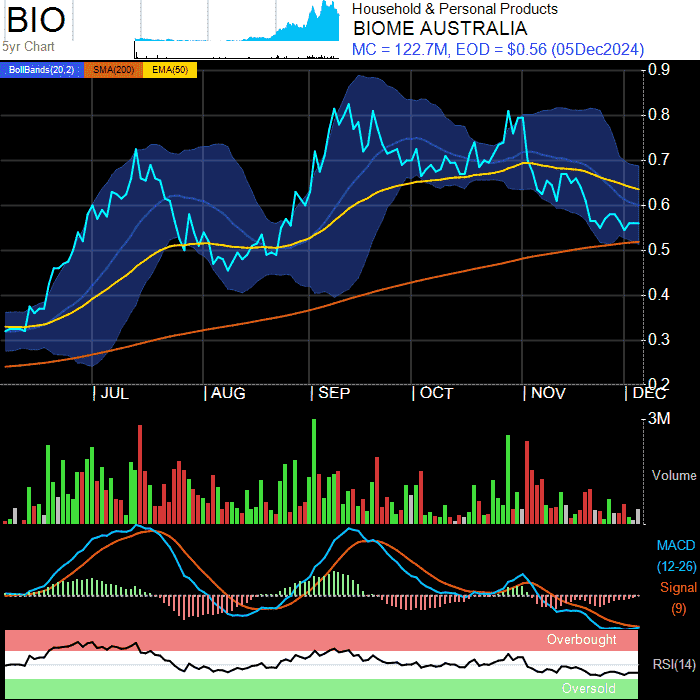 BIO
Household & Personal Products
BIOME AUSTRALIA
5yr Chart
MC = 122.7M, EOD = $0.56 (05Dec2024)
BollBands(20,2) SMA(200) EMA(50)
0.9
0.8
0.7
0.6
0.5
0.4
0.3
0.2
JUL AUG SEP OCT NOV DEC
3M
Volume
MACD
(12-26)
Signal
(9)
Overbought
RSI(14)
Oversold